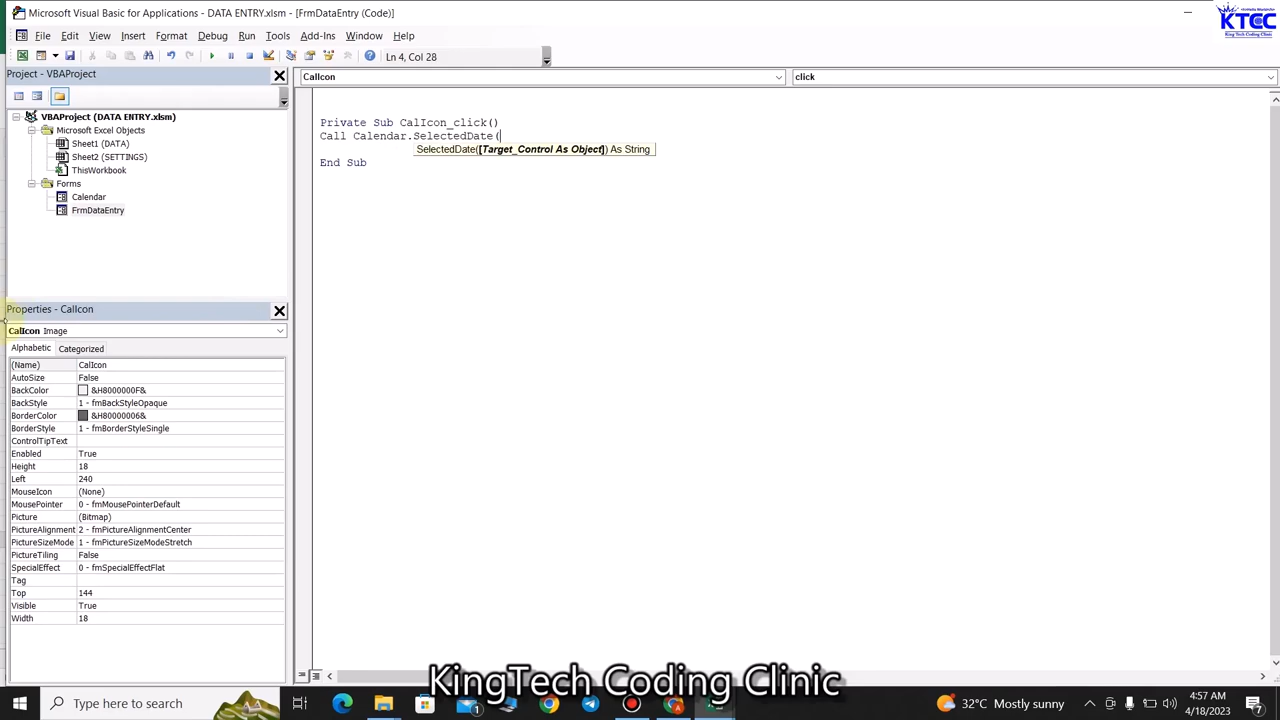 Microsoft Visual Basic for Applications - DATA ENTRY.xlsm - [FrmDataEntry (Code)]
KTCC
King Tech Coding Clinic
File Edit View Insert Format Debug Run Tools Add-Ins Window Help
Ln 4, Col 28
Project - VBAProject
CalIcon
click
VBAProject (DATA ENTRY.xlsm)
Microsoft Excel Objects
Sheet1 (DATA)
Sheet2 (SETTINGS)
ThisWorkbook
Forms
Calendar
FrmDataEntry
Private Sub CalIcon_click()
Call Calendar.SelectedDate(
SelectedDate([Target_Control As Object]) As String
End Sub
Properties - CalIcon
CalIcon Image
Alphabetic Categorized
(Name) CalIcon
AutoSize False
BackColor &H8000000F&
BackStyle 1 - fmBackStyleOpaque
BorderColor &H80000006&
BorderStyle 1 - fmBorderStyleSingle
ControlTipText
Enabled True
Height 18
Left 240
MouseIcon (None)
MousePointer 0 - fmMousePointerDefault
Picture (Bitmap)
PictureAlignment 2 - fmPictureAlignmentCenter
PictureSizeMode 1 - fmPictureSizeModeStretch
PictureTiling False
SpecialEffect 0 - fmSpecialEffectFlat
Tag
Top 144
Visible True
Width 18
KingTech Coding Clinic
Type here to search
32°C Mostly sunny
4:57 AM
4/18/2023
7